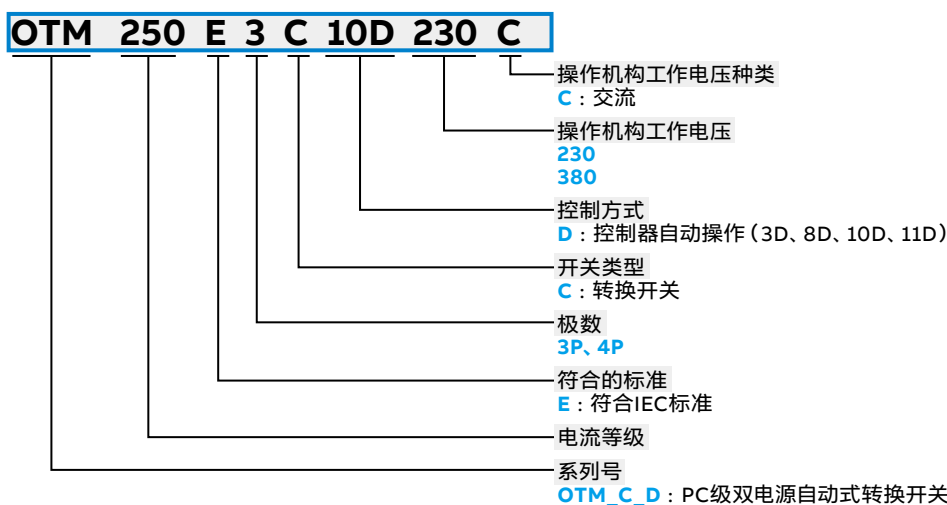 OTM 250 E 3 C 10D 230 C
操作机构工作电压种类
C：交流
操作机构工作电压
230
380
控制方式
D：控制器自动操作（3D、8D、10D、11D）
开关类型
C：转换开关
极数
3P、4P
符合的标准
E：符合IEC标准
电流等级
系列号
OTM_C_D：PC级双电源自动式转换开关